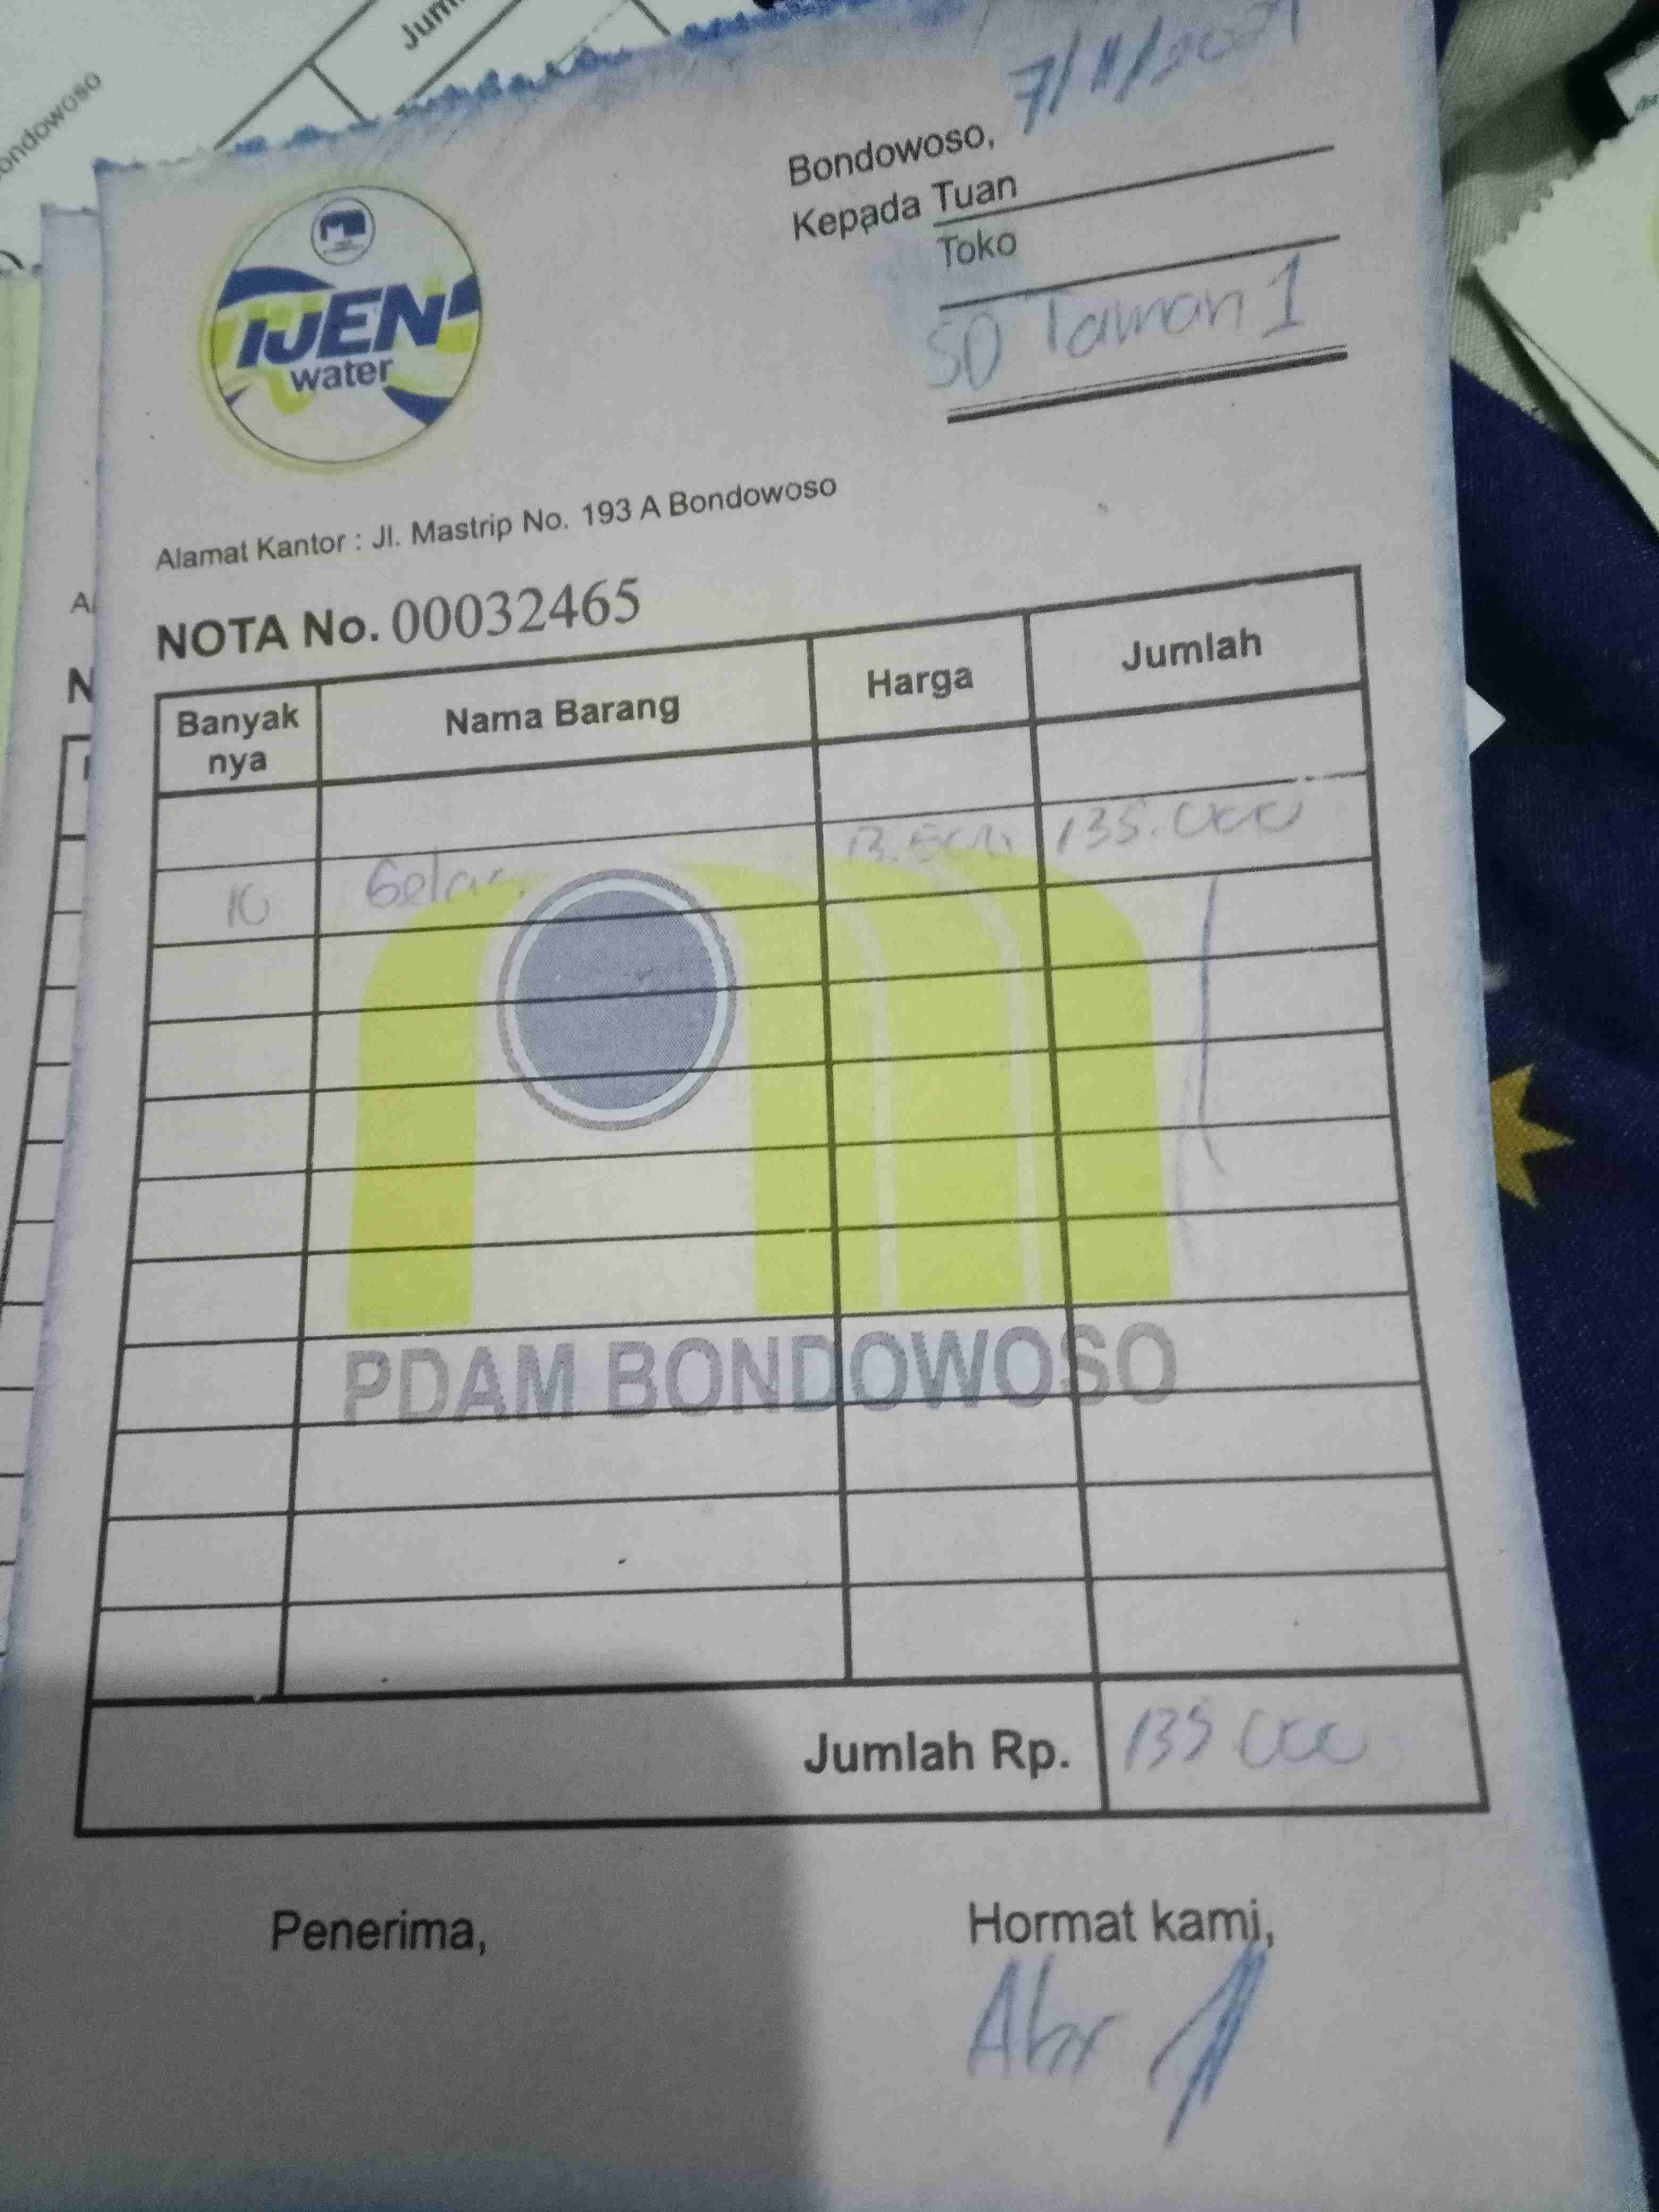 Jum
ondowoso
Bondowoso, 7/11/2021
Kepada Tuan
Toko
SD Taman 1
IJEN
water
Alamat Kantor : Jl. Mastrip No. 193 A Bondowoso
NOTA No. 00032465
Banyak nya Nama Barang Harga Jumlah
10 Gelas 13.500 135.000
PDAM BONDOWOSO
Jumlah Rp. 135 000
Penerima, Hormat kami,